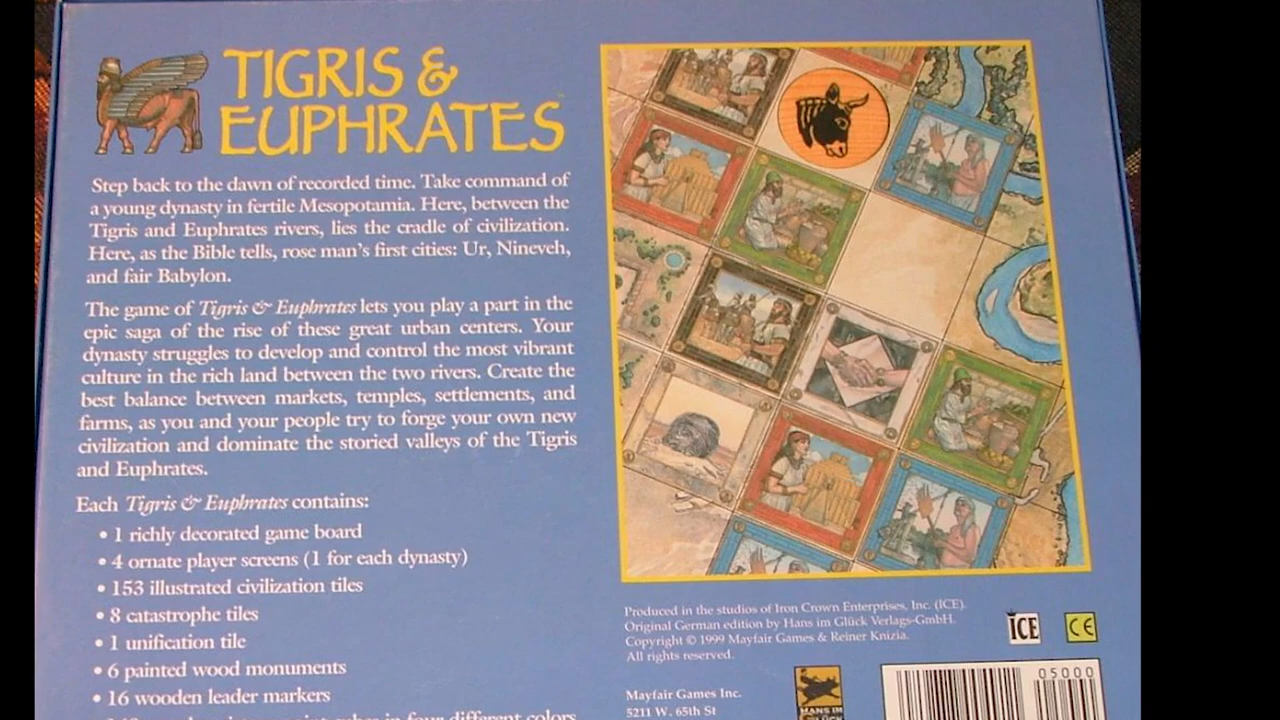 TIGRIS &
EUPHRATES
Step back to the dawn of recorded time. Take command of
a young dynasty in fertile Mesopotamia. Here, between the
Tigris and Euphrates rivers, lies the cradle of civilization.
Here, as the Bible tells, rose man's first cities: Ur, Nineveh,
and fair Babylon.
The game of Tigris & Euphrates lets you play a part in the
epic saga of the rise of these great urban centers. Your
dynasty struggles to develop and control the most vibrant
culture in the rich land between the two rivers. Create the
best balance between markets, temples, settlements, and
farms, as you and your people try to forge your own new
civilization and dominate the storied valleys of the Tigris
and Euphrates.
Each Tigris & Euphrates contains:
• 1 richly decorated game board
• 4 ornate player screens (1 for each dynasty)
• 153 illustrated civilization tiles
• 8 catastrophe tiles
• 1 unification tile
• 6 painted wood monuments
• 16 wooden leader markers
in four different colors
Produced in the studios of Iron Crown Enterprises, Inc. (ICE).
Original German edition by Hans im Glück Verlags-GmbH.
Copyright © 1999 Mayfair Games & Reiner Knizia.
All rights reserved.
ICE
CE
Mayfair Games Inc.
5211 W. 65th St
HANS IM
GLÜCK
05000